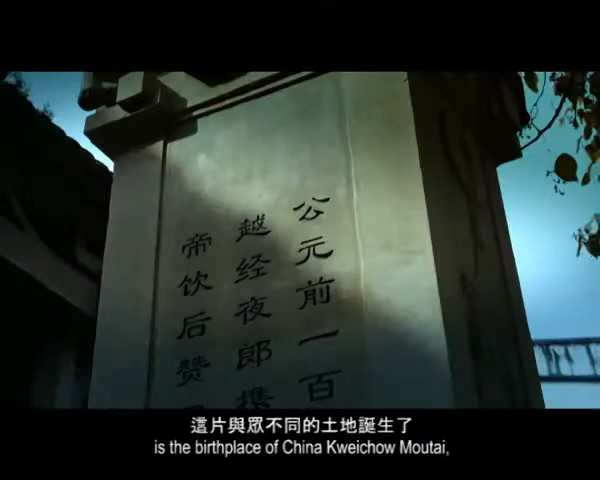 公元前一百
越经夜郎携
帝饮后赞
這片與眾不同的土地誕生了
is the birthplace of China Kweichow Moutai,